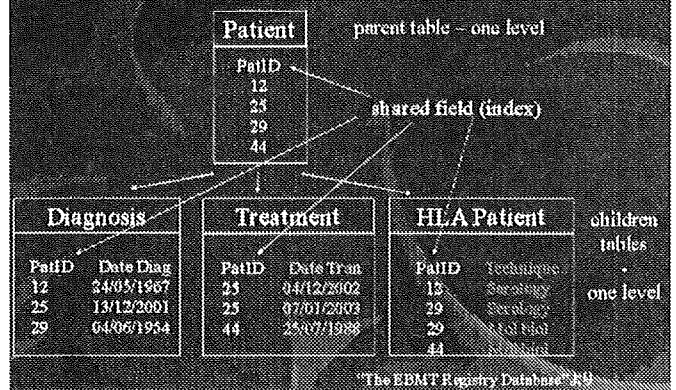 Patient
parent table – one level
PatID
12
25
29
44
shared field (index)
Diagnosis
PatID Date Diag
12 24/05/1967
25 13/12/2001
29 04/06/1954
Treatment
PatID Date Tran
25 04/12/2002
25 07/01/2003
44 25/07/1988
HLA Patient
PatID Technique
12 Serology
29 Serology
29 Mol biol
44
children
tables
-
one level
"The EBMT Registry Database"